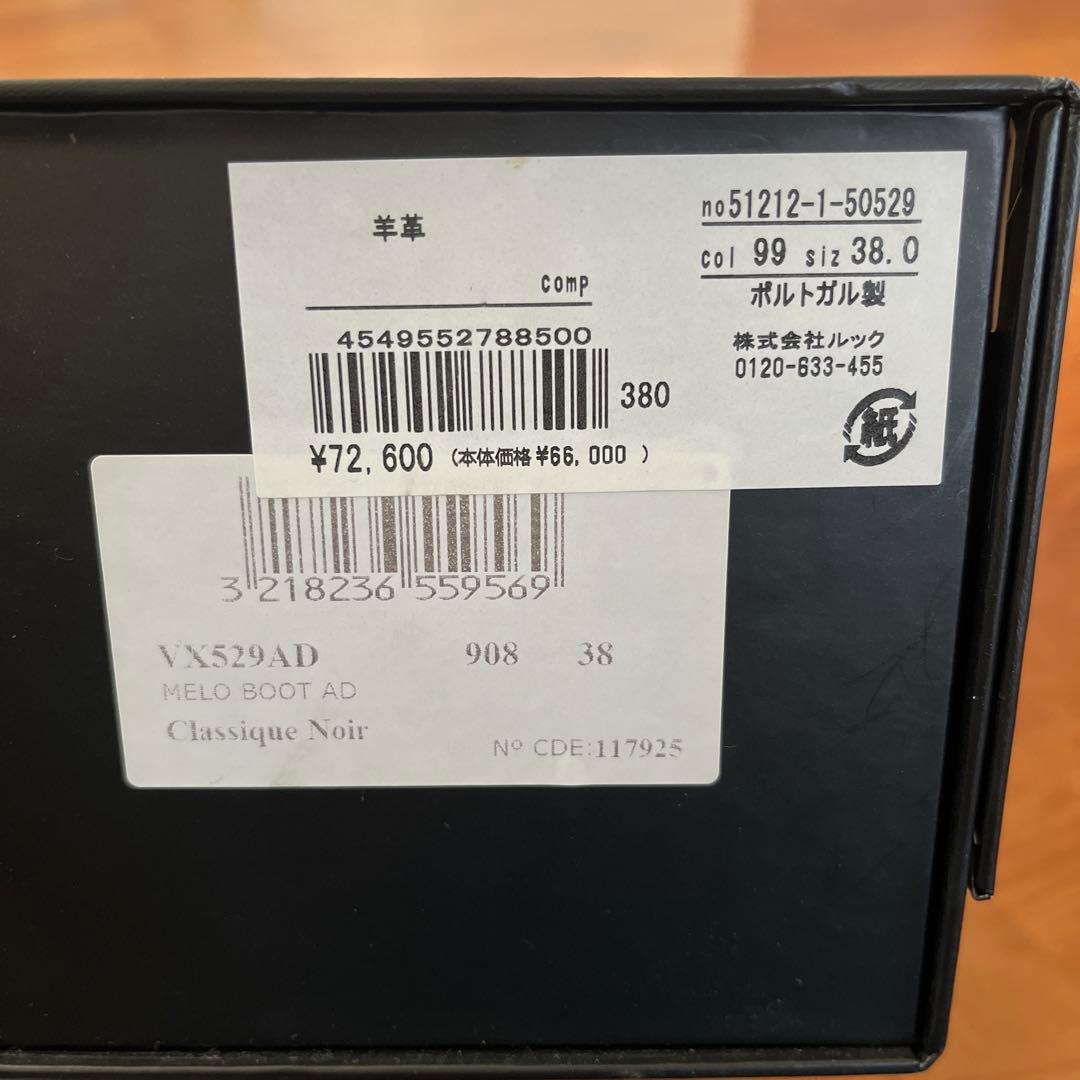 羊革
comp
4549552788500
380
¥72,600 (本体価格¥66,000 )
no51212-1-50529
col 99 siz 38.0
ポルトガル製
株式会社ルック
0120-633-455
紙
3 218236 559569
VX529AD 908 38
MELO BOOT AD
Classique Noir
Nº CDE:117925